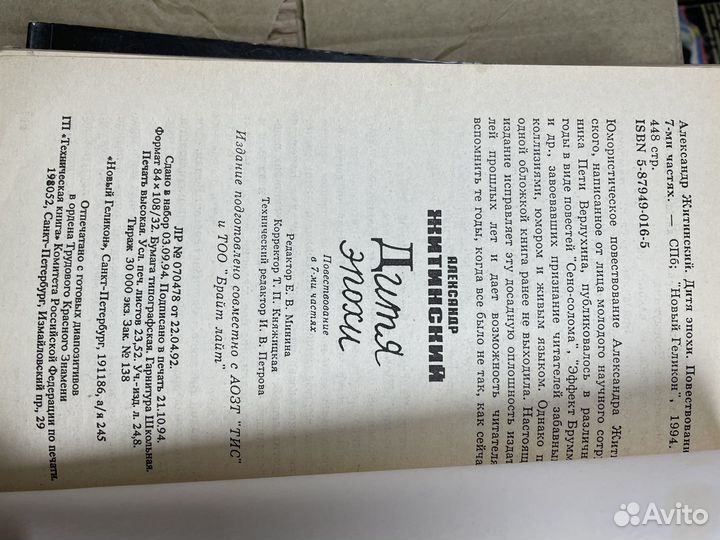 Александр Житинский. Дитя эпохи. Повествовани
7-ми частях. — СПб; "Новый Геликон", 1994.
448 стр.
ISBN 5-87949-016-5
Юмористическое повествование Александра Жити
ского, написанное от лица молодого научного сотру
ника Пети Верлухина, публиковалось в различн
годы в виде повестей "Сено-солома", "Эффект Брумм
и др., завоевавших признание читателей забавным
коллизиями, юмором и живым языком. Однако п
одной обложкой книга ранее не выходила. Настоящ
издание исправляет эту досадную оплошность издат
лей прошлых лет и дает возможность читателя
вспомнить те годы, когда все было не так, как сейча
АЛЕКСАНДР
ЖИТИНСКИЙ
Дитя
эпохи
Повествование
в 7-ми частях
Редактор Е. В. Минина
Корректор Т. П. Княжицкая
Технический редактор И. В. Петрова
Издание подготовлено совместно с АОЗТ "ТИС"
и ТОО "Брайт лайт"
ЛР № 070478 от 22.04.92.
Сдано в набор 03.09.94. Подписано в печать 21.10.94.
Формат 84×108/32. Бумага типографская. Гарнитура Школьная.
Печать высокая. Усл. печ. листов 23,52. Уч.-изд. л. 24,8.
Тираж 30 000 экз. Зак. № 138
«Новый Геликон», Санкт-Петербург, 191186, а/я 245
Отпечатано с готовых диапозитивов
в ордена Трудового Красного Знамени
ГП «Техническая книга» Комитета Российской Федерации по печати.
198052, Санкт-Петербург, Измайловский пр., 29
Avito